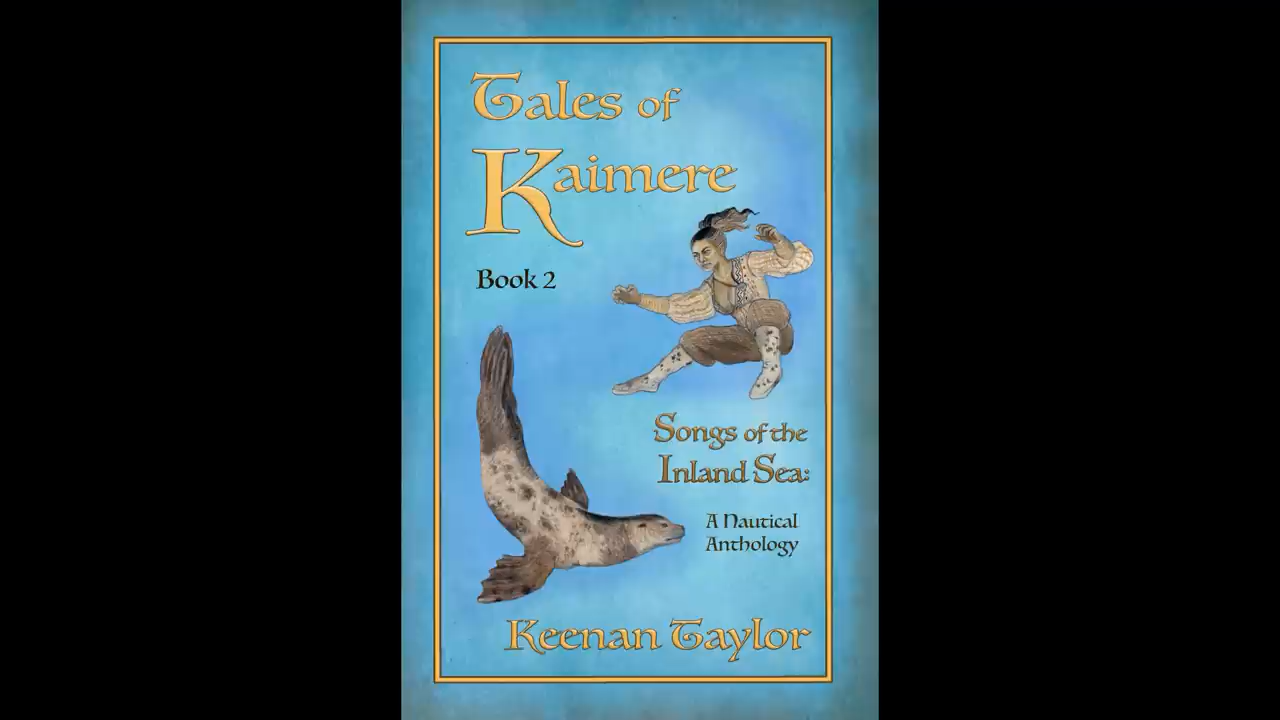 Tales of
Kaimere
Book 2
Songs of the
Inland Sea:
A Nautical
Anthology
Keenan Taylor